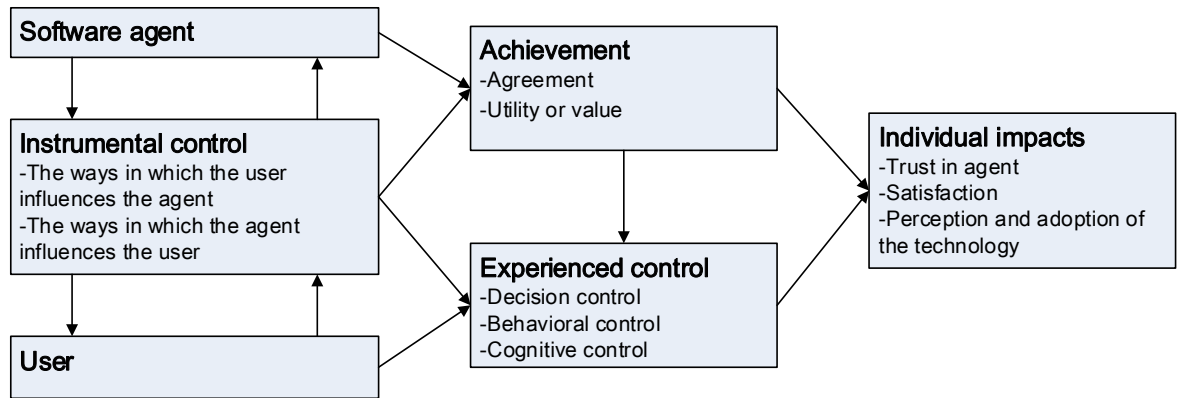 Software agent
Instrumental control
-The ways in which the user
influences the agent
-The ways in which the agent
influences the user
User
Achievement
-Agreement
-Utility or value
Experienced control
-Decision control
-Behavioral control
-Cognitive control
Individual impacts
-Trust in agent
-Satisfaction
-Perception and adoption of
the technology